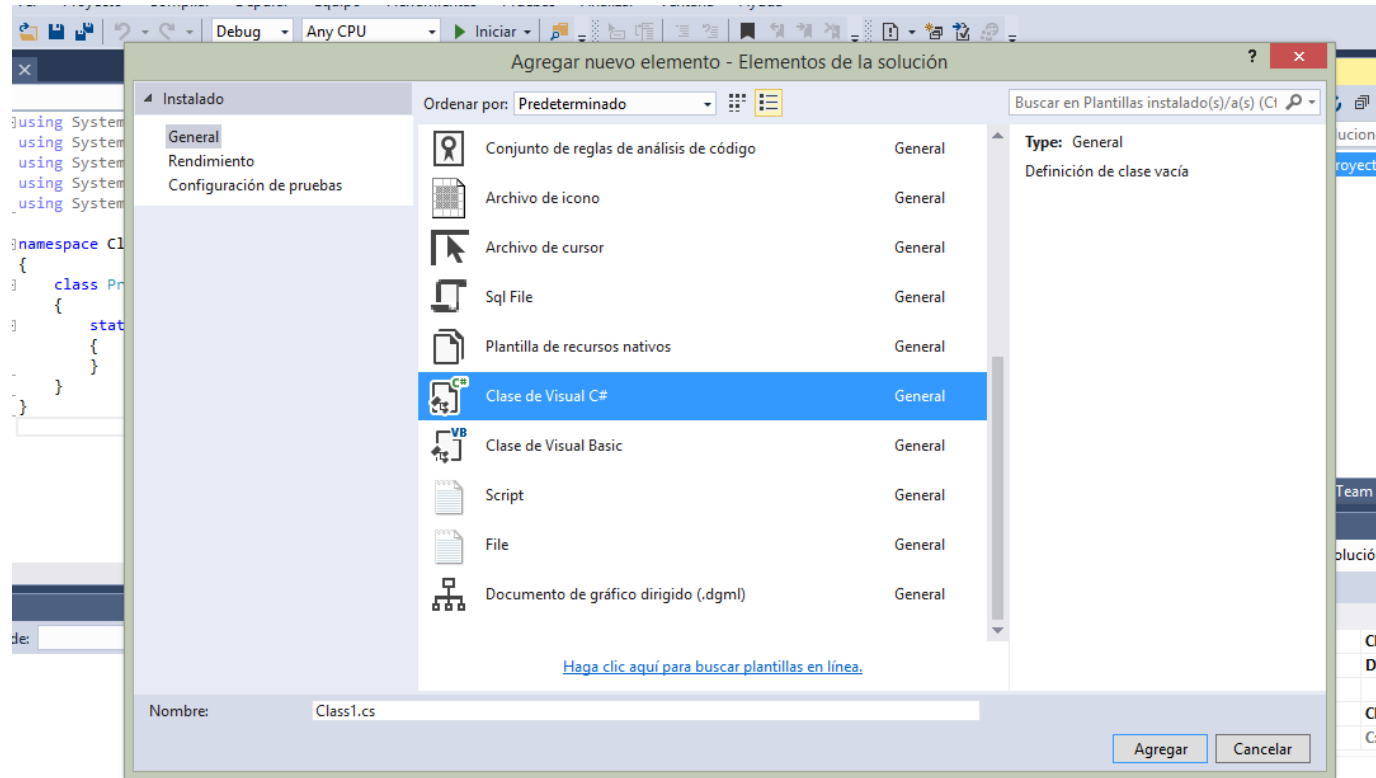 Debug
Any CPU
Iniciar
Agregar nuevo elemento - Elementos de la solución
?
Instalado
General
Rendimiento
Configuración de pruebas
Ordenar por:
Predeterminado
Buscar en Plantillas instalado(s)/a(s) (Ct
Conjunto de reglas de análisis de código General
Archivo de icono General
Archivo de cursor General
Sql File General
Plantilla de recursos nativos General
C#
Clase de Visual C# General
VB
Clase de Visual Basic General
Script General
File General
Documento de gráfico dirigido (.dgml) General
Haga clic aquí para buscar plantillas en línea.
Type: General
Definición de clase vacía
Nombre: Class1.cs
Agregar
Cancelar
using System
using System
using System
using System
using System
namespace Cl
{
class Pr
{
stat
{
}
}
}
de:
Team